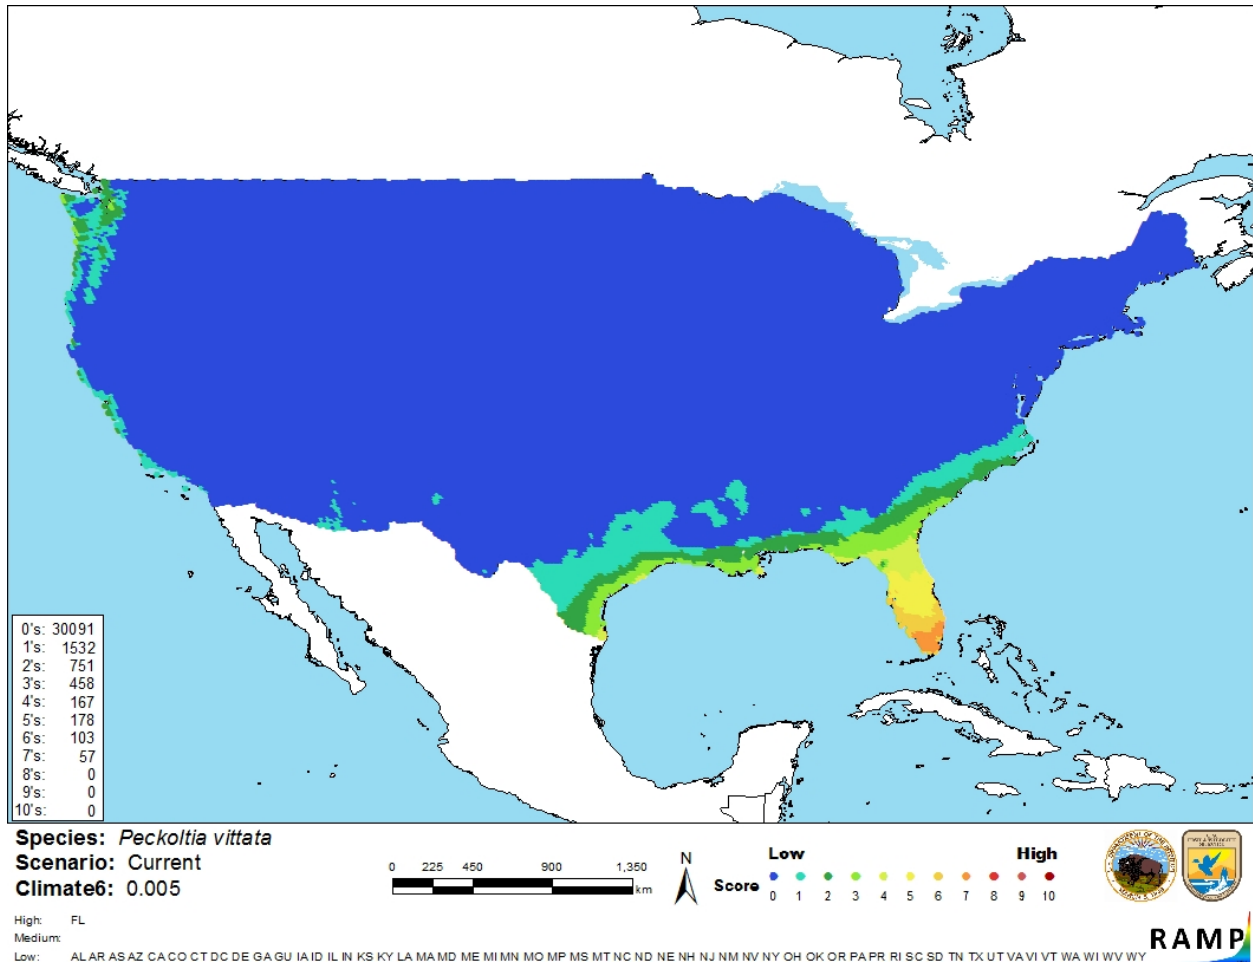 0's: 30091
1's: 1532
2's: 751
3's: 458
4's: 167
5's: 178
6's: 103
7's: 57
8's: 0
9's: 0
10's: 0
Species: Peckoltia vittata
Scenario: Current
Climate6: 0.005
0 225 450 900 1,350
km
N
Low High
Score
0 1 2 3 4 5 6 7 8 9 10
High: FL
Medium:
Low: AL AR AS AZ CA CO CT DC DE GA GU IA ID IL IN KS KY LA MA MD ME MI MN MO MP MS MT NC ND NE NH NJ NM NV NY OH OK OR PA PR RI SC SD TN TX UT VA VI VT WA WI WV WY
RAMP